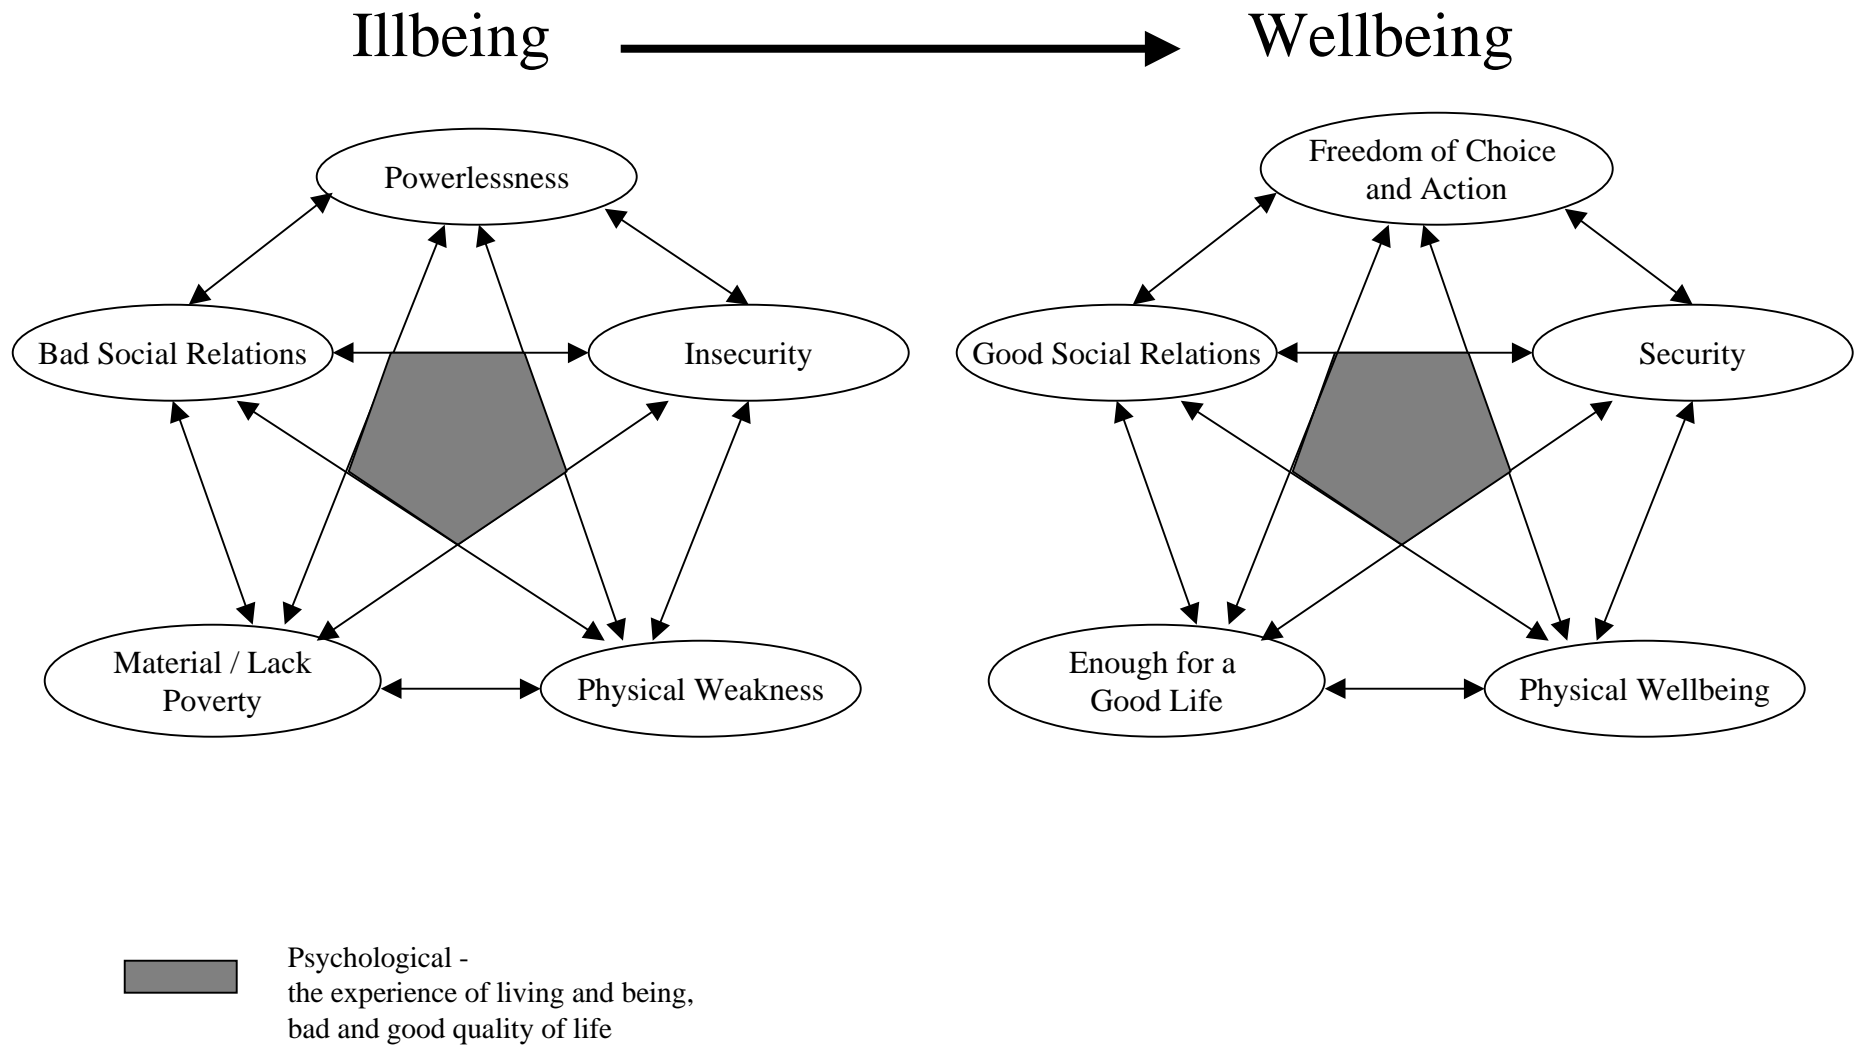 Illbeing
Wellbeing
Powerlessness
Bad Social Relations
Insecurity
Material / Lack
Poverty
Physical Weakness
Freedom of Choice
and Action
Good Social Relations
Security
Enough for a
Good Life
Physical Wellbeing
Psychological -
the experience of living and being,
bad and good quality of life